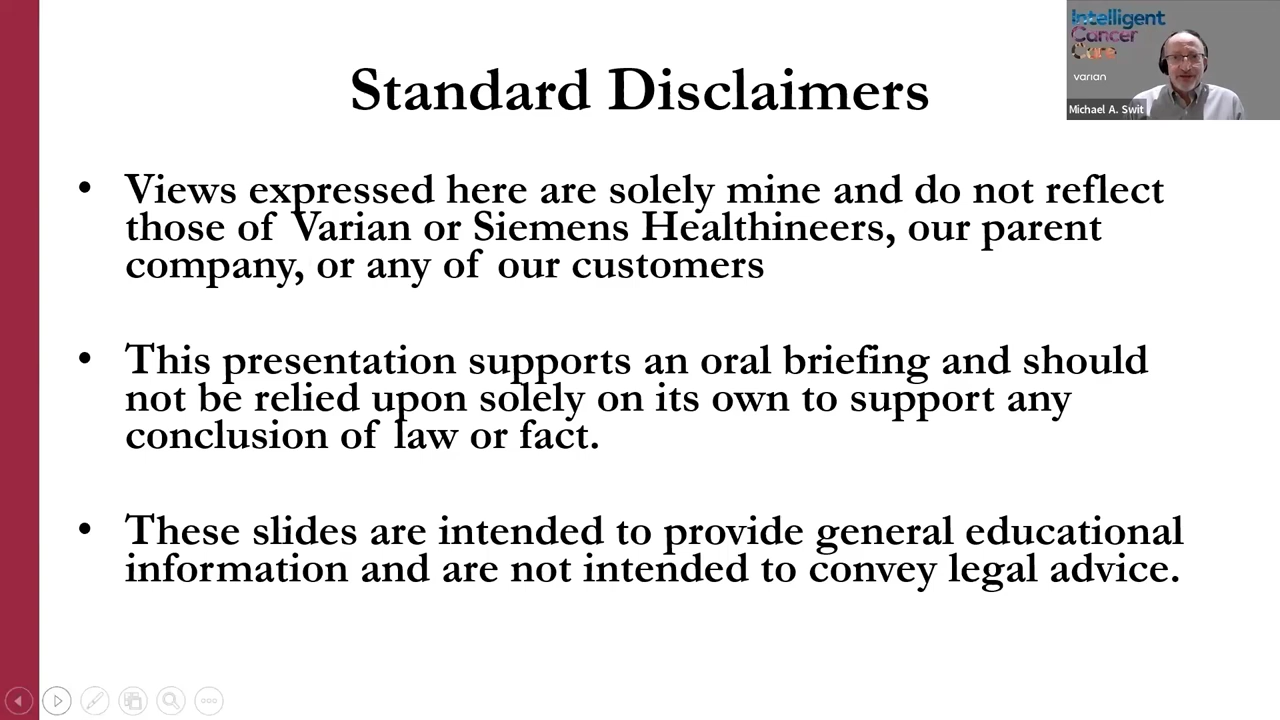 Standard Disclaimers
• Views expressed here are solely mine and do not reflect
those of Varian or Siemens Healthineers, our parent
company, or any of our customers
• This presentation supports an oral briefing and should
not be relied upon solely on its own to support any
conclusion of law or fact.
• These slides are intended to provide general educational
information and are not intended to convey legal advice.
Intelligent
Cancer
Care
varian
Michael A. Swit